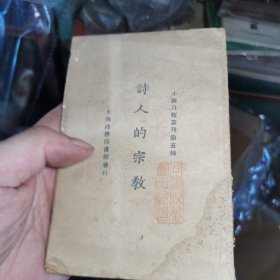 小說月報叢刊第五種
詩人的宗教
上海商務印書館發行